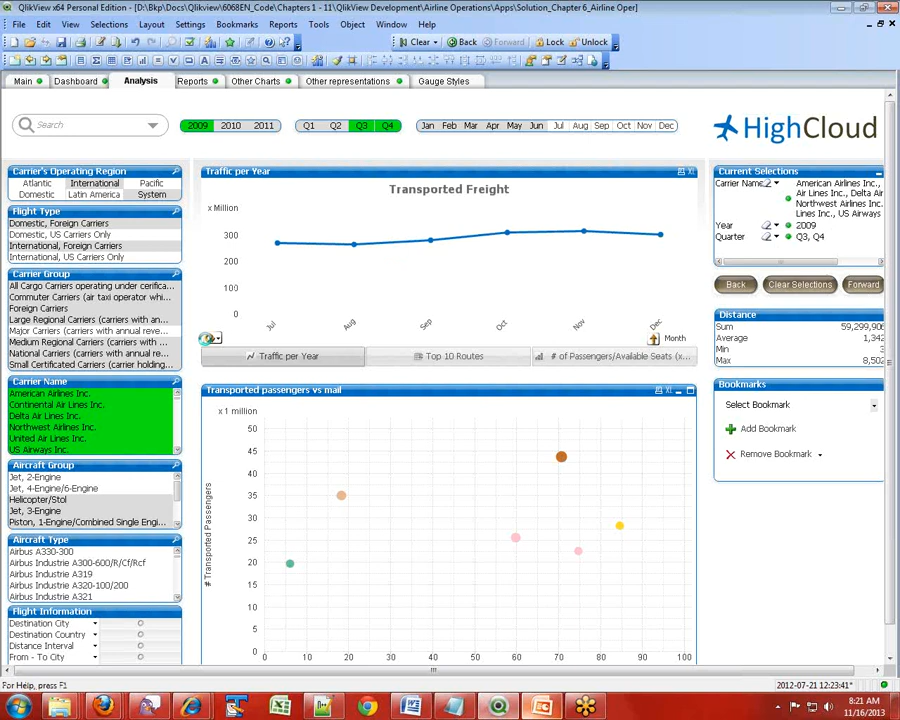 QlikView x64 Personal Edition - [D:\Bkp\Docs\Qlikview\6068EN_Code\Chapters 1 - 11\QlikView Development\Airline Operations\Apps\Solution_Chapter 6_Airline Oper]
File Edit View Selections Layout Settings Bookmarks Reports Tools Object Window Help
Clear Back Forward Lock Unlock
Main Dashboard Analysis Reports Other Charts Other representations Gauge Styles
Search
2009 2010 2011
Q1 Q2 Q3 Q4
Jan Feb Mar Apr May Jun Jul Aug Sep Oct Nov Dec
HighCloud
Carrier's Operating Region
Atlantic International Pacific
Domestic Latin America System
Flight Type
Domestic, Foreign Carriers
Domestic, US Carriers Only
International, Foreign Carriers
International, US Carriers Only
Carrier Group
All Cargo Carriers operating under certifica...
Commuter Carriers (air taxi operator whi...
Foreign Carriers
Large Regional Carriers (carriers with an...
Major Carriers (carriers with annual reve...
Medium Regional Carriers (carriers with ...
National Carriers (carriers with annual re...
Small Certificated Carriers (carrier holding...
Carrier Name
American Airlines Inc.
Continental Air Lines Inc.
Delta Air Lines Inc.
Northwest Airlines Inc.
United Air Lines Inc.
US Airways Inc.
Aircraft Group
Jet, 2-Engine
Jet, 4-Engine/6-Engine
Helicopter/Stol
Jet, 3-Engine
Piston, 1-Engine/Combined Single Engi...
Aircraft Type
Airbus A330-300
Airbus Industrie A300-600/R/Cf/Rcf
Airbus Industrie A319
Airbus Industrie A320-100/200
Airbus Industrie A321
Flight Information
Destination City
Destination Country
Distance Interval
From - To City
Traffic per Year XL
Transported Freight
x Million
300
200
100
0
Jul Aug Sep Oct Nov Dec
Month
Traffic per Year Top 10 Routes # of Passengers/Available Seats (x...
Transported passengers vs mail XL
x 1 million
# Transported Passengers
50
45
40
35
30
25
20
15
10
5
0
0 10 20 30 40 50 60 70 80 90 100
Current Selections
Carrier Name American Airlines Inc.,
Air Lines Inc., Delta Air
Northwest Airlines Inc.
Lines Inc., US Airways
Year 2009
Quarter Q3, Q4
Back Clear Selections Forward
Distance
Sum 59,299,906
Average 1,342
Min 3
Max 8,502
Bookmarks
Select Bookmark
Add Bookmark
Remove Bookmark
For Help, press F1
2012-07-21 12:23:41*
8:21 AM
11/16/2013